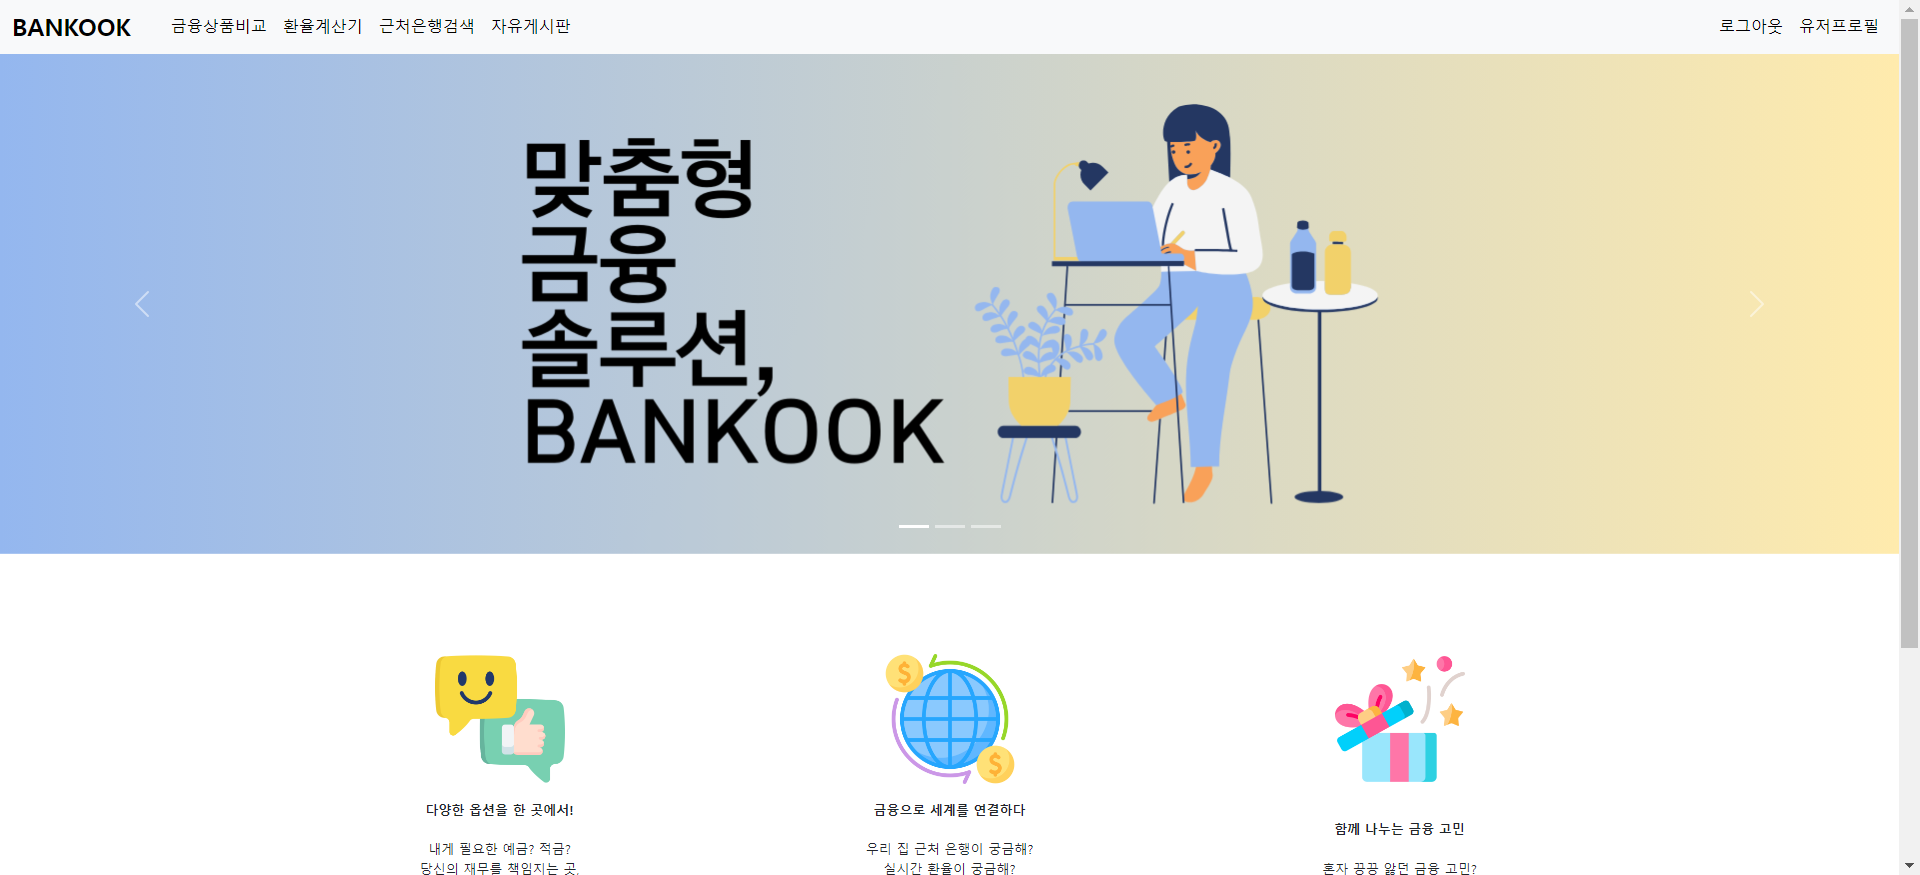 BANKOOK 금융상품비교 환율계산기 근처은행검색 자유게시판 로그아웃 유저프로필
맞춤형
금융
솔루션,
BANKOOK
다양한 옵션을 한 곳에서!
내게 필요한 예금? 적금?
당신의 재무를 책임지는 곳.
금융으로 세계를 연결하다
우리 집 근처 은행이 궁금해?
실시간 환율이 궁금해?
함께 나누는 금융 고민
혼자 끙끙 앓던 금융 고민?